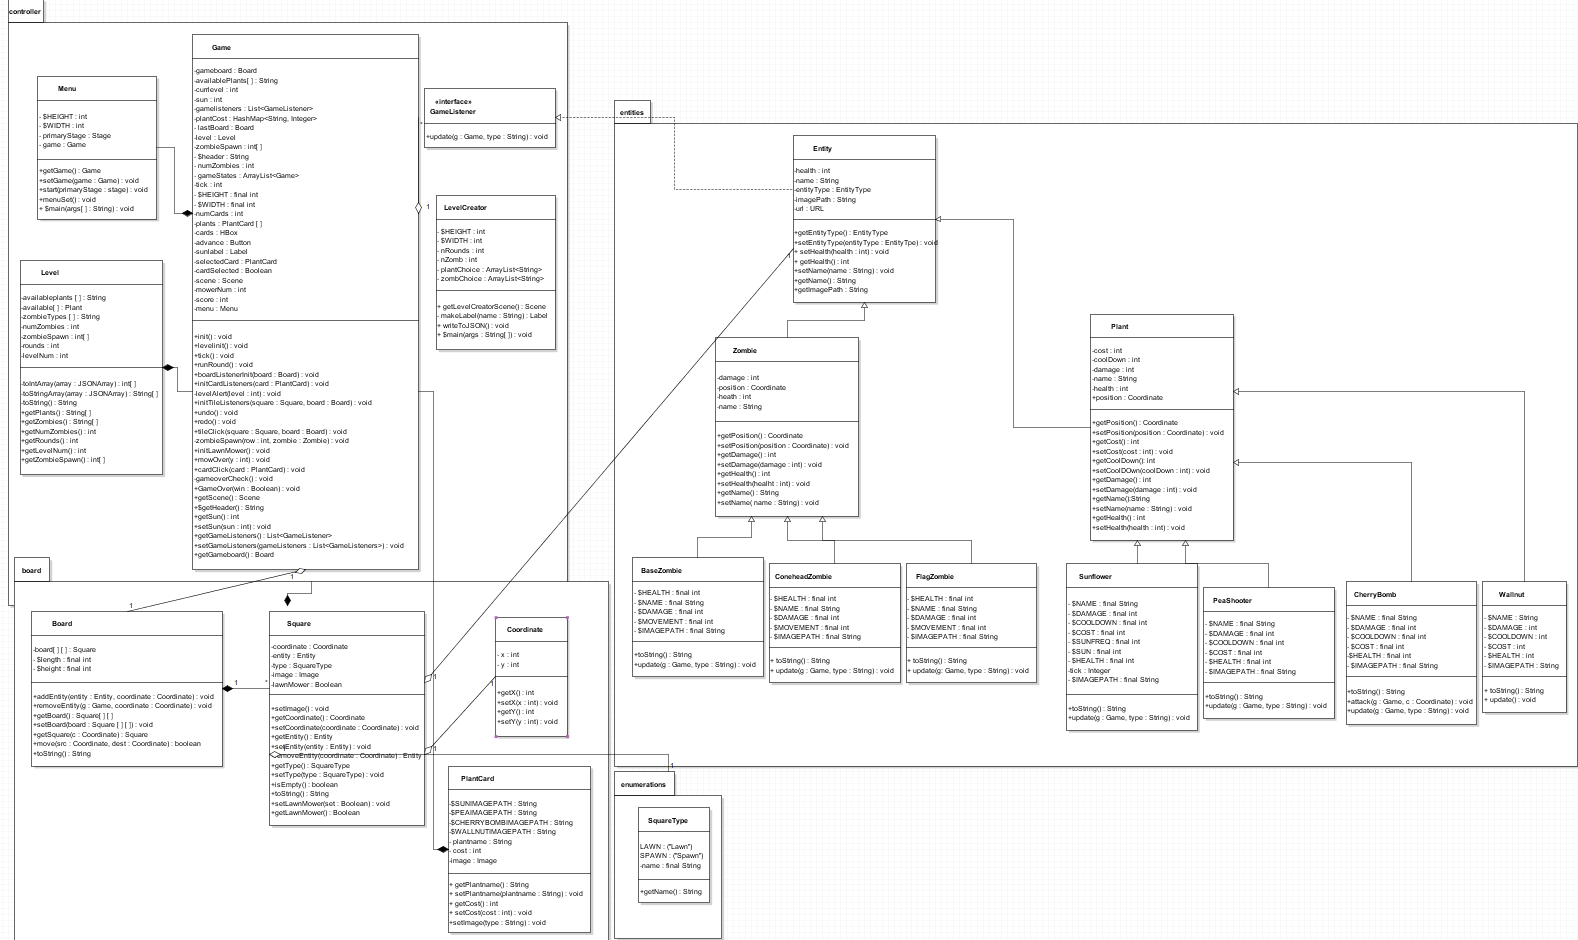 controller
Game
-gameboard : Board
-availablePlants[ ] : String
-currlevel : int
-sun : int
-gamelisteners : List<GameListener>
-plantCost : HashMap<String, Integer>
- lastBoard : Board
-level : Level
-zombieSpawn : int[ ]
- $header : String
- numZombies : int
- gameStates : ArrayList<Game>
-tick : int
- $HEIGHT : final int
- $WIDTH : final int
-numCards : int
-plants : PlantCard [ ]
-cards : HBox
-advance : Button
-sunlabel : Label
-selectedCard : PlantCard
-cardSelected : Boolean
-scene : Scene
-mowerNum : int
-score : int
-menu : Menu
+init() : void
+levelinit() : void
+tick() : void
+runRound() : void
+boardListenerInit(board : Board) : void
+initCardListeners(card : PlantCard) : void
-levelAlert(level : int) : void
+initTileListeners(square : Square, board : Board) : void
+undo() : void
+redo() : void
+tileClick(square : Square, board : Board) : void
-zombieSpawn(row : int, zombie : Zombie) : void
+initLawnMower() : void
+mowOver(y : int) : void
+cardClick(card : PlantCard) : void
-gameoverCheck() : void
+GameOver(win : Boolean) : void
+getScene() : Scene
+$getHeader() : String
+getSun() : int
+setSun(sun : int) : void
+getGameListeners() : List<GameListener>
+setGameListeners(gameListeners : List<GameListeners>) : void
+getGameboard() : Board
Menu
- $HEIGHT : int
- $WIDTH : int
- primaryStage : Stage
- game : Game
+getGame() : Game
+setGame(game : Game) : void
+start(primaryStage : stage) : void
+menuSet() : void
+ $main(args[ ] : String) : void
Level
-availableplants [ ] : String
-available[ ] : Plant
-zombieTypes [ ] : String
-numZombies : int
-zombieSpawn : int[ ]
-rounds : int
-levelNum : int
-toIntArray(array : JSONArray) : int[ ]
-toStringArray(array : JSONArray) : String[ ]
-toString() : String
+getPlants() : String[ ]
+getZombies() : String[ ]
+getNumZombies() : int
+getRounds() : int
+getLevelNum() : int
+getZombieSpawn() : int[ ]
«interface»
GameListener
+update(g : Game, type : String) : void
1
LevelCreator
- $HEIGHT : int
- $WIDTH : int
- nRounds : int
- nZomb : int
- plantChoice : ArrayList<String>
- zombChoice : ArrayList<String>
+ getLevelCreatorScene() : Scene
- makeLabel(name : String) : Label
+ writeToJSON() : void
+ $main(args : String[ ]) : void
entities
Entity
-health : int
-name : String
-entityType : EntityType
-imagePath : String
-url : URL
+getEntityType() : EntityType
+setEntityType(entityType : EntityType) : void
+ setHealth(health : int) : void
+ getHealth() : int
+setName(name : String) : void
+getName() : String
+getImagePath : String
1
Zombie
-damage : int
-position : Coordinate
-heath : int
-name : String
+getPosition() : Coordinate
+setPosition(position : Coordinate) : void
+getDamage() : int
+setDamage(damage : int) : void
+getHealth() : int
+setHealth(healht : int) : void
+getName() : String
+setName( name : String) : void
Plant
-cost : int
-coolDown : int
-damage : int
-name : String
-health : int
+position : Coordinate
+getPosition() : Coordinate
+setPosition(position : Coordinate) : void
+getCost() : int
+setCost(cost : int) : void
+getCoolDown(): int
+setCoolDOwn(coolDown : int) : void
+getDamage() : int
+setDamage(damage : int) : void
+getName():String
+setName(name : String) : void
+getHealth() : int
+setHealth(health : int) : void
BaseZombie
- $HEALTH : final int
- $NAME : final String
- $DAMAGE : final int
- $MOVEMENT : final int
- $IMAGEPATH : final String
+toString() : String
+update(g : Game, type : String) : void
ConeheadZombie
- $HEALTH : final int
- $NAME : final String
- $DAMAGE : final int
- $MOVEMENT : final int
- $IMAGEPATH : final String
+ toString() : String
+ update(g : Game, type : String) : void
FlagZombie
- $HEALTH : final int
- $NAME : final String
- $DAMAGE : final int
- $MOVEMENT : final int
- $IMAGEPATH : final String
+ toString() : String
+ update(g : Game, type : String) : void
Sunflower
- $NAME : final String
- $DAMAGE : final int
- $COOLDOWN : final int
- $COST : final int
- $SUNFREQ : final int
- $SUN : final int
- $HEALTH : final int
-tick : Integer
- $IMAGEPATH : final String
+toString() : String
+update(g : Game, type : String) : void
PeaShooter
- $NAME : final String
- $DAMAGE : final int
- $COOLDOWN : final int
- $COST : final int
- $HEALTH : final int
- $IMAGEPATH : final String
+toString() : String
+update(g : Game, type : String) : void
CherryBomb
- $NAME : final String
- $DAMAGE : final int
- $COOLDOWN : final int
- $COST : final int
-$HEALTH : final int
- $IMAGEPATH : final String
+toString() : String
+attack(g : Game, c : Coordinate) : void
+update(g : Game, type : String) : void
Wallnut
- $NAME : final String
- $DAMAGE : int
- $COOLDOWN : int
- $COST : int
-$HEALTH : int
- $IMAGEPATH : String
+ toString() : String
+ update() : void
board
1
1
Board
-board[ ] [ ] : Square
- $length : final int
- $height : final int
+addEntity(entity : Entity, coordinate : Coordinate) : void
+removeEntity(g : Game, coordinate : Coordinate) : void
+getBoard() : Square[ ] [ ]
+setBoard(board : Square [ ] [ ]) : void
+getSquare(c : Coordinate) : Square
+move(src : Coordinate, dest : Coordinate) : boolean
+toString() : String
1
*
Square
-coordinate : Coordinate
-entity : Entity
-type : SquareType
-image : Image
-lawnMower : Boolean
+setImage() : void
+getCoordinate() : Coordinate
+setCoordinate(coordinate : Coordinate) : void
+getEntity() : Entity
+setEntity(entity : Entity) : void
+removeEntity(coordinate : Coordinate) : Entity
+getType() : SquareType
+setType(type : SquareType) : void
+isEmpty() : boolean
+toString() : String
+setLawnMower(set : Boolean) : void
+getLawnMower() : Boolean
1
1
Coordinate
- x : int
- y : int
1
+getX() : int
+setX(x : int) : void
+getY() : int
+setY(y : int) : void
PlantCard
-$SUNIMAGEPATH : String
-$PEAIMAGEPATH : String
-$CHERRYBOMBIMAGEPATH : String
-$WALLNUTIMAGEPATH : String
- plantname : String
- cost : int
-image : Image
+ getPlantname() : String
+ setPlantname(plantname : String) : void
+ getCost() : int
+ setCost(cost : int) : void
+setImage(type : String) : void
1
enumerations
SquareType
LAWN : ("Lawn")
SPAWN : ("Spawn")
-name : final String
+getName() : String